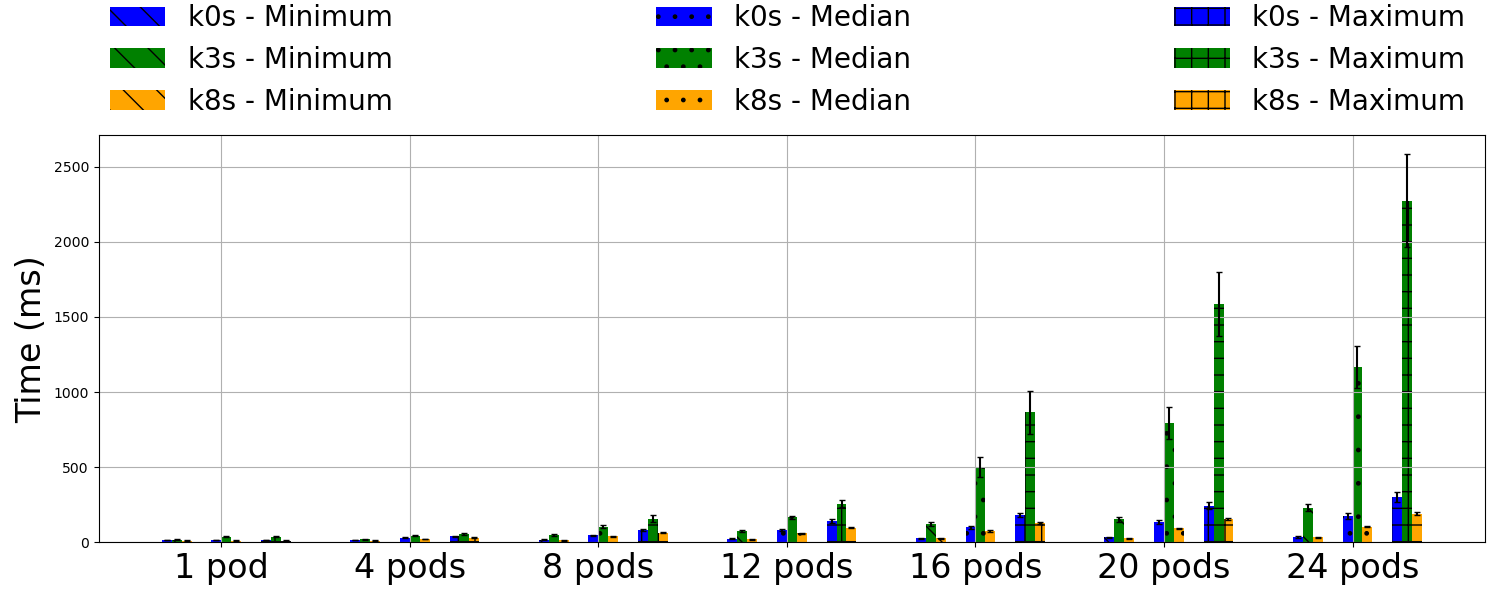 k0s - Minimum k0s - Median k0s - Maximum
k3s - Minimum k3s - Median k3s - Maximum
k8s - Minimum k8s - Median k8s - Maximum
2500
2000
1500
1000
500
0
Time (ms)
1 pod 4 pods 8 pods 12 pods 16 pods 20 pods 24 pods